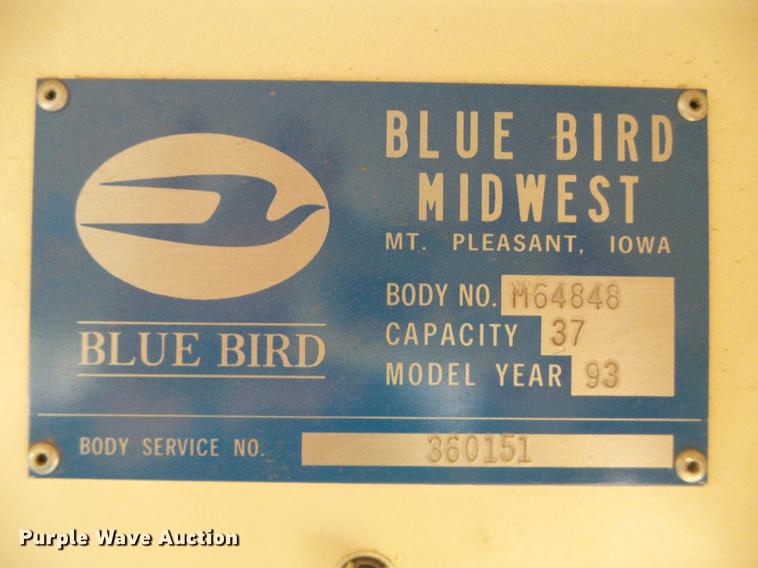 BLUE BIRD
MIDWEST
MT. PLEASANT, IOWA
BODY NO. M64848
CAPACITY 37
MODEL YEAR 93
BLUE BIRD
BODY SERVICE NO. 360151
Purple Wave Auction